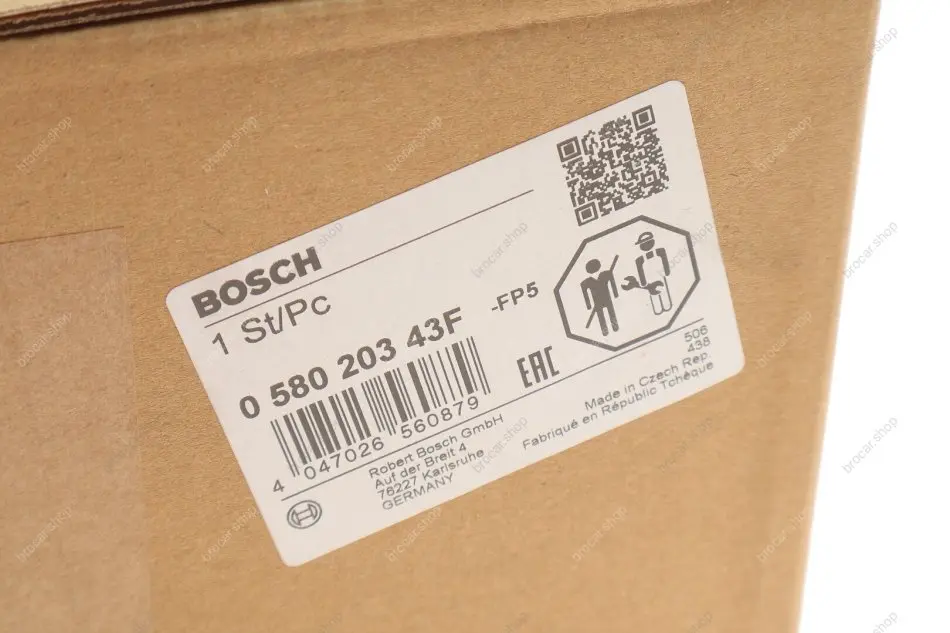 BOSCH
1 St/Pc
0 580 203 43F -FP5
4 047026 560879
EAC
Robert Bosch GmbH
Auf der Breit 4
76227 Karlsruhe
GERMANY
506
438
Made in Czech Rep.
Fabriqué en République Tchèque
brocar.shop